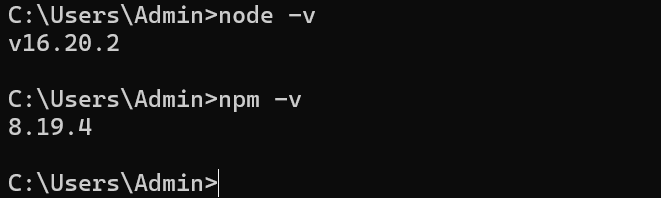 C:\Users\Admin>node -v
v16.20.2
C:\Users\Admin>npm -v
8.19.4
C:\Users\Admin>